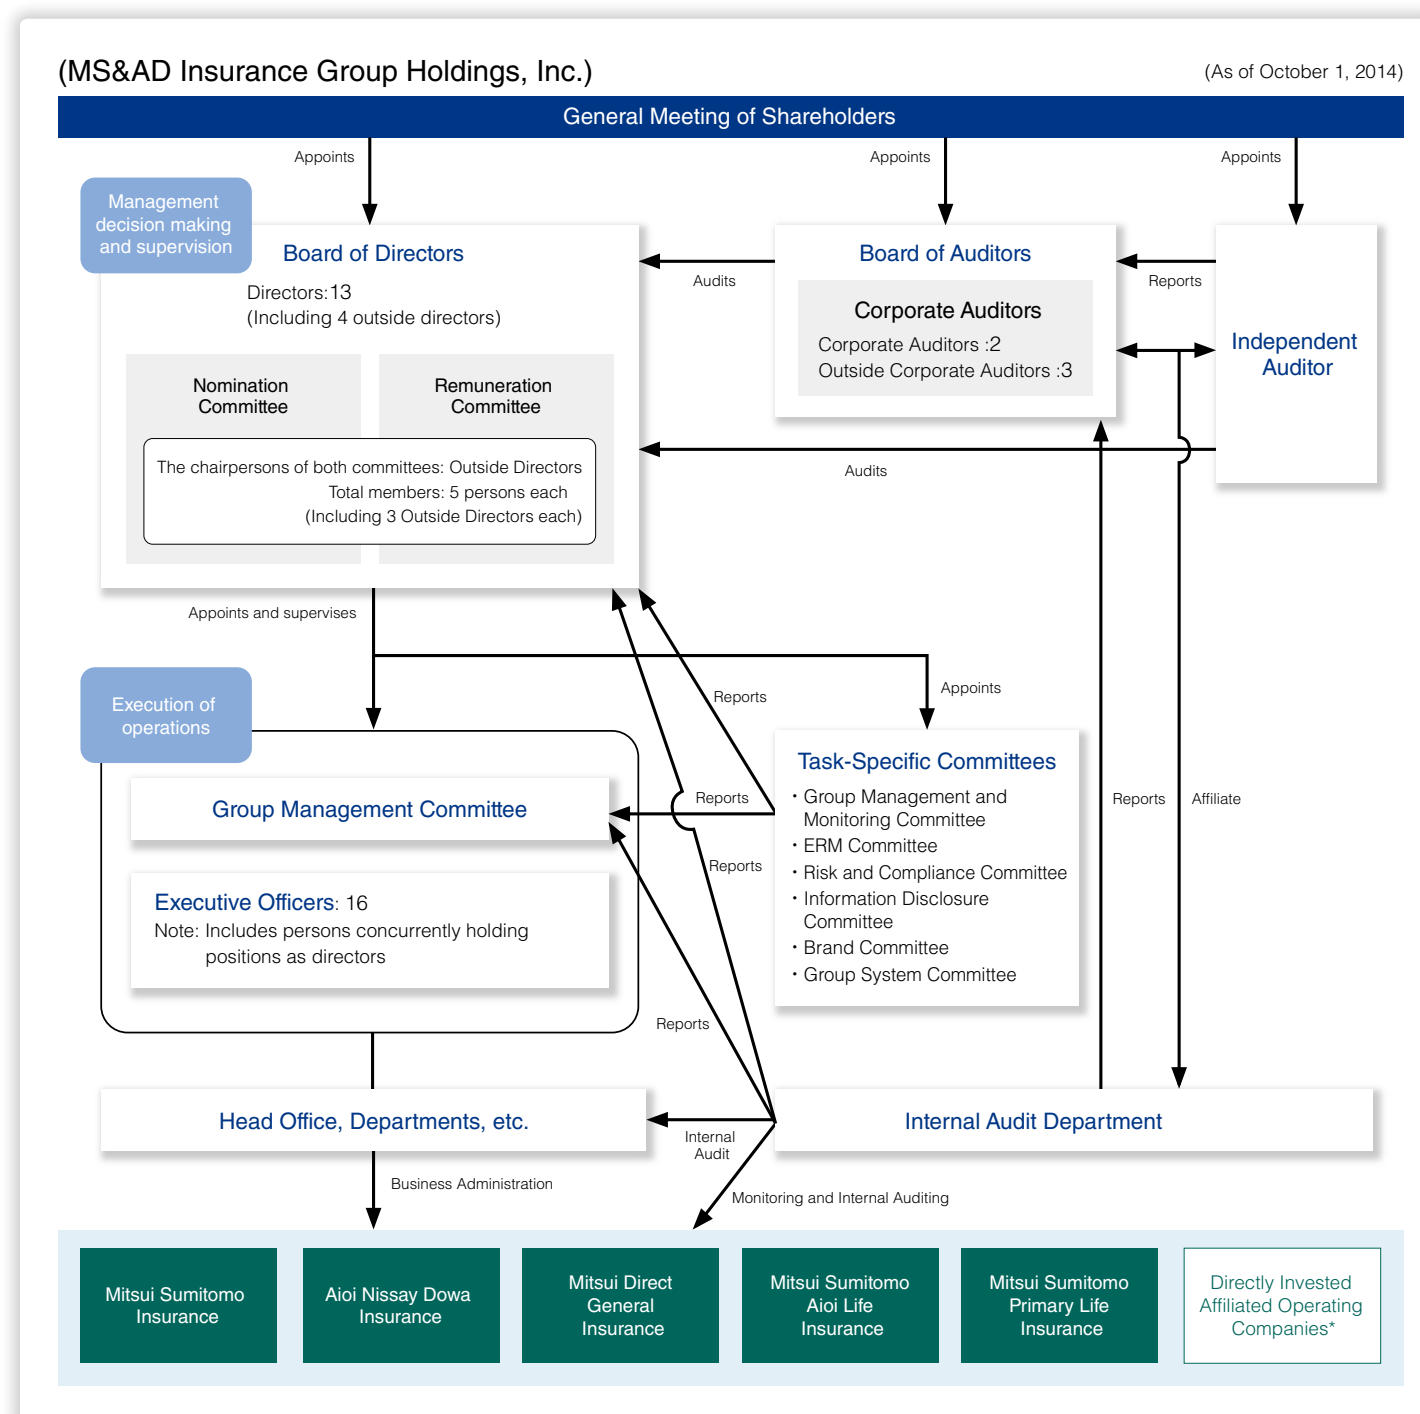 (MS&AD Insurance Group Holdings, Inc.)
(As of October 1, 2014)
General Meeting of Shareholders
Appoints
Appoints
Appoints
Management
decision making
and supervision
Board of Directors
Directors:13
(Including 4 outside directors)
Nomination
Committee
Remuneration
Committee
The chairpersons of both committees: Outside Directors
Total members: 5 persons each
(Including 3 Outside Directors each)
Audits
Board of Auditors
Corporate Auditors
Corporate Auditors :2
Outside Corporate Auditors :3
Reports
Independent
Auditor
Audits
Appoints and supervises
Appoints
Reports
Execution of
operations
Group Management Committee
Executive Officers: 16
Note: Includes persons concurrently holding
positions as directors
Reports
Reports
Reports
Task-Specific Committees
・Group Management and
Monitoring Committee
・ERM Committee
・Risk and Compliance Committee
・Information Disclosure
Committee
・Brand Committee
・Group System Committee
Reports
Affiliate
Head Office, Departments, etc.
Internal
Audit
Internal Audit Department
Business Administration
Monitoring and Internal Auditing
Mitsui Sumitomo
Insurance
Aioi Nissay Dowa
Insurance
Mitsui Direct
General
Insurance
Mitsui Sumitomo
Aioi Life
Insurance
Mitsui Sumitomo
Primary Life
Insurance
Directly Invested
Affiliated Operating
Companies*